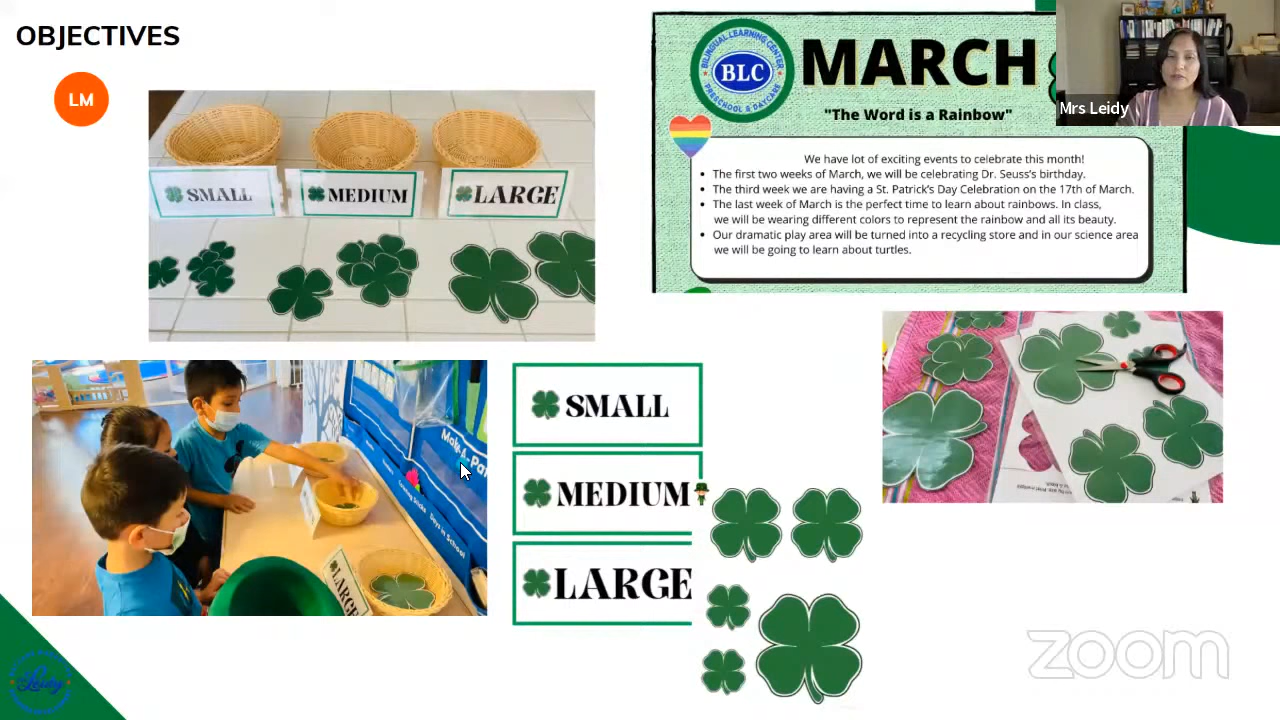 OBJECTIVES
LM
SMALL
MEDIUM
LARGE
BILINGUAL LEARNING CENTER
BLC
PRESCHOOL & DAYCARE
MARCH
"The Word is a Rainbow"
Mrs Leidy
We have lot of exciting events to celebrate this month!
The first two weeks of March, we will be celebrating Dr. Seuss's birthday.
The third week we are having a St. Patrick's Day Celebration on the 17th of March.
The last week of March is the perfect time to learn about rainbows. In class,
we will be wearing different colors to represent the rainbow and all its beauty.
Our dramatic play area will be turned into a recycling store and in our science area
we will be going to learn about turtles.
LARGE
Days in School
SMALL
MEDIUM
LARGE
Leidy
zoom